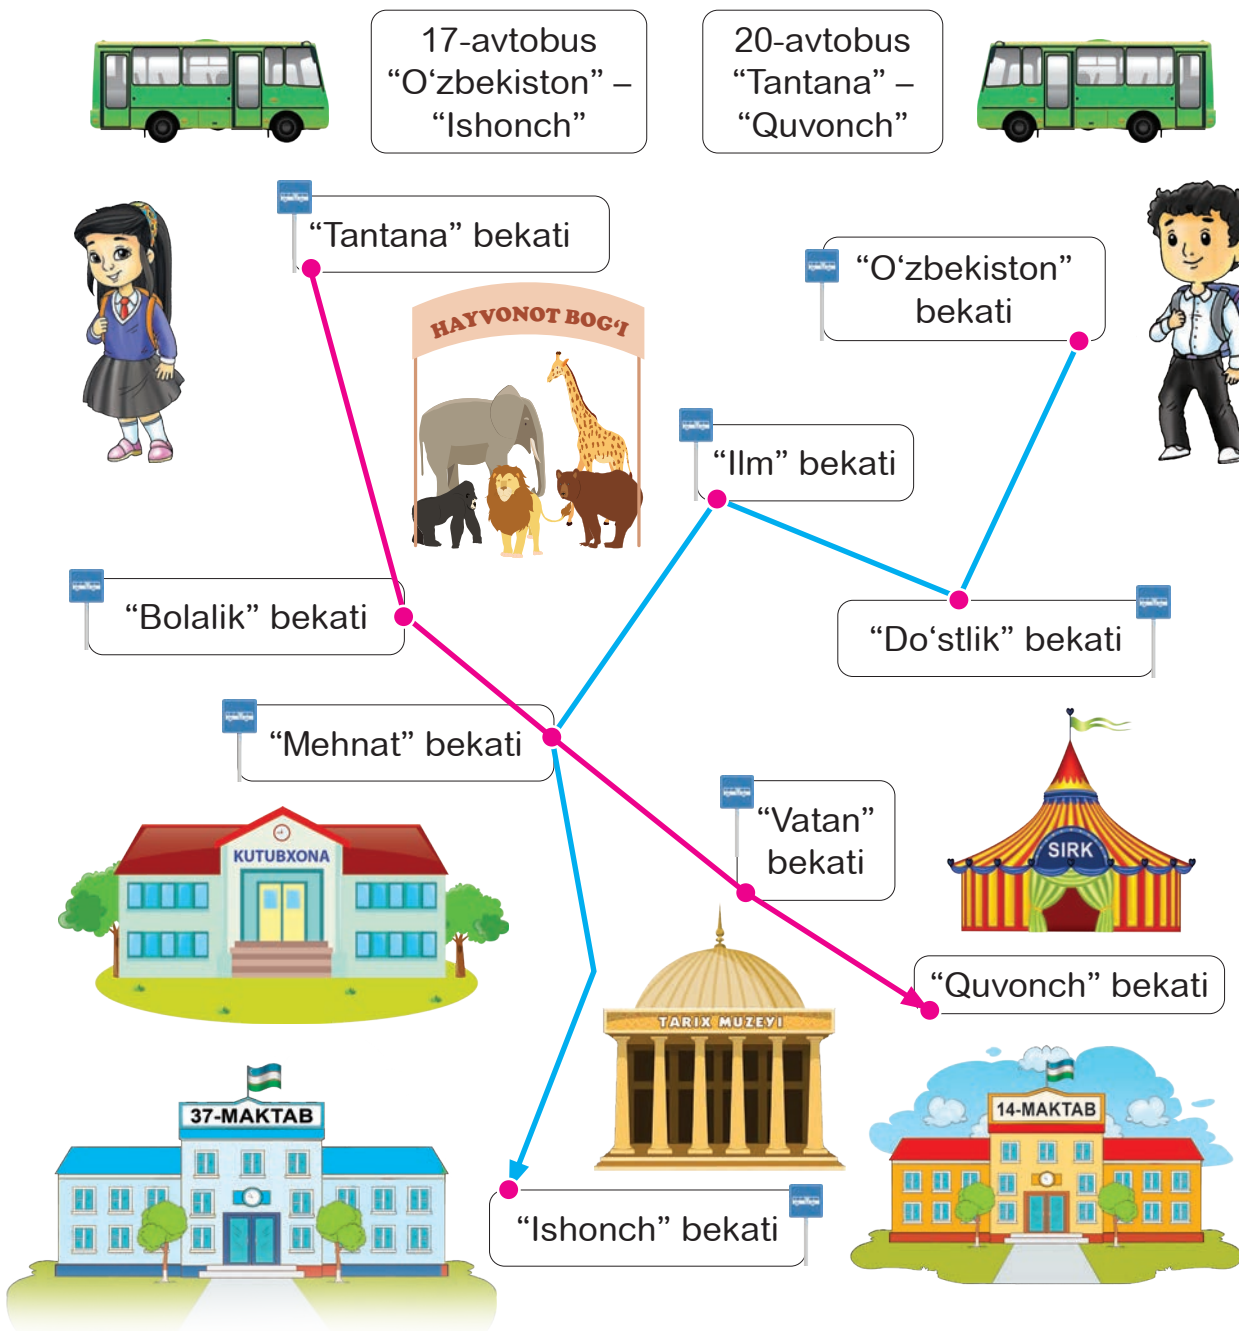 17-avtobus
“O‘zbekiston” –
“Ishonch”
20-avtobus
“Tantana” –
“Quvonch”
“Tantana” bekati
“O‘zbekiston”
bekati
HAYVONOT BOG‘I
“Ilm” bekati
“Bolalik” bekati
“Do‘stlik” bekati
“Mehnat” bekati
“Vatan”
bekati
KUTUBXONA
SIRK
“Quvonch” bekati
TARIX MUZEYI
37-MAKTAB
14-MAKTAB
“Ishonch” bekati